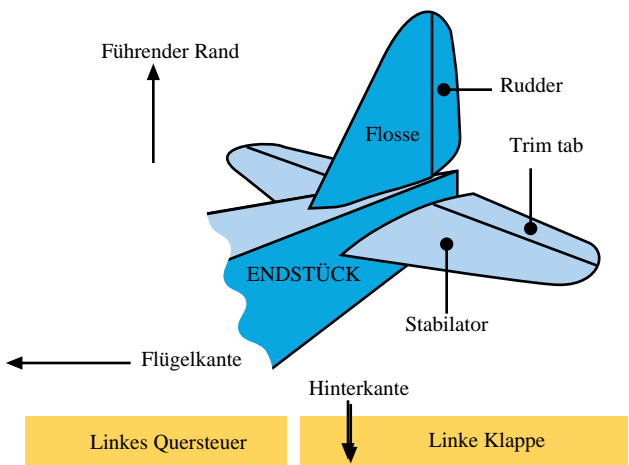 Führender Rand
Rudder
Flosse
Trim tab
ENDSTÜCK
Stabilator
Flügelkante
Hinterkante
Linkes Quersteuer
Linke Klappe